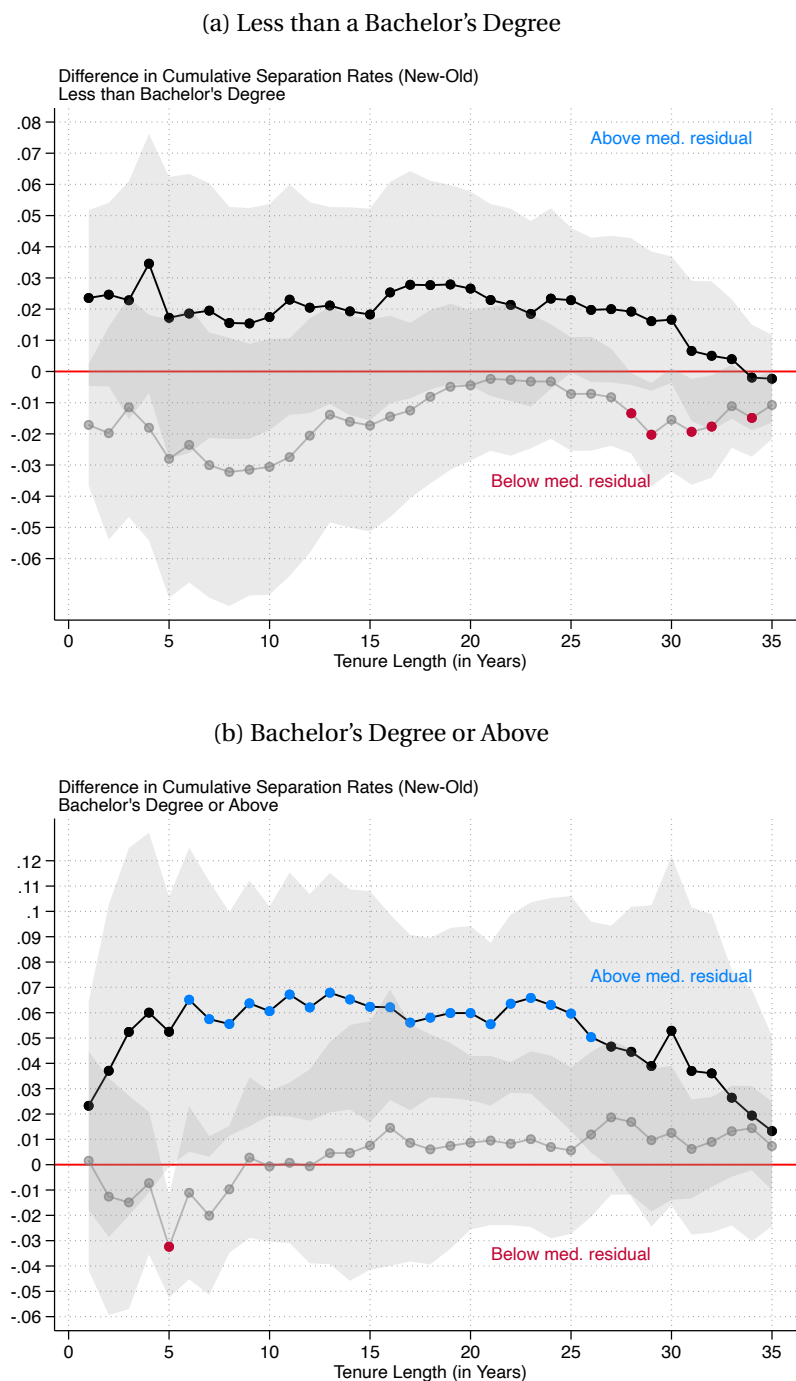 (a) Less than a Bachelor’s Degree
Difference in Cumulative Separation Rates (New-Old)
Less than Bachelor's Degree
.08
.07
.06
.05
.04
.03
.02
.01
0
-.01
-.02
-.03
-.04
-.05
-.06
Above med. residual
Below med. residual
0 5 10 15 20 25 30 35
Tenure Length (in Years)
(b) Bachelor’s Degree or Above
Difference in Cumulative Separation Rates (New-Old)
Bachelor's Degree or Above
.12
.11
.1
.09
.08
.07
.06
.05
.04
.03
.02
.01
0
-.01
-.02
-.03
-.04
-.05
-.06
Above med. residual
Below med. residual
0 5 10 15 20 25 30 35
Tenure Length (in Years)